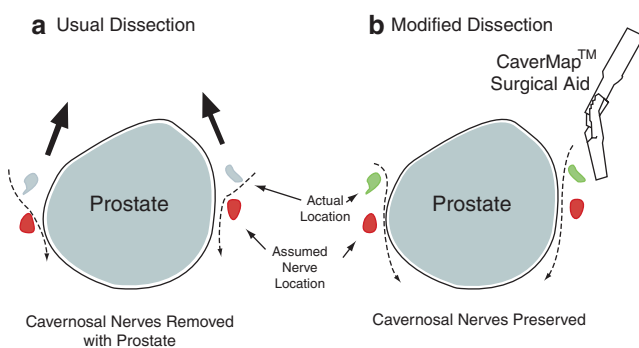 a Usual Dissection
b Modified Dissection
CaverMap™
Surgical Aid
Prostate
Actual
Location
Assumed
Nerve
Location
Prostate
Cavernosal Nerves Removed
with Prostate
Cavernosal Nerves Preserved